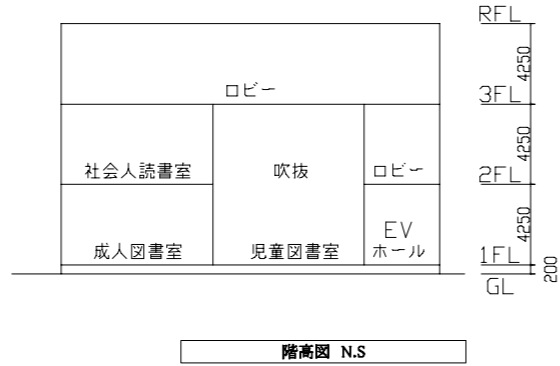 RFL
4250
ロビー
3FL
4250
社会人読書室
吹抜
ロビー
2FL
4250
成人図書室
児童図書室
EV
ホール
1FL
200
GL
階高図 N.S